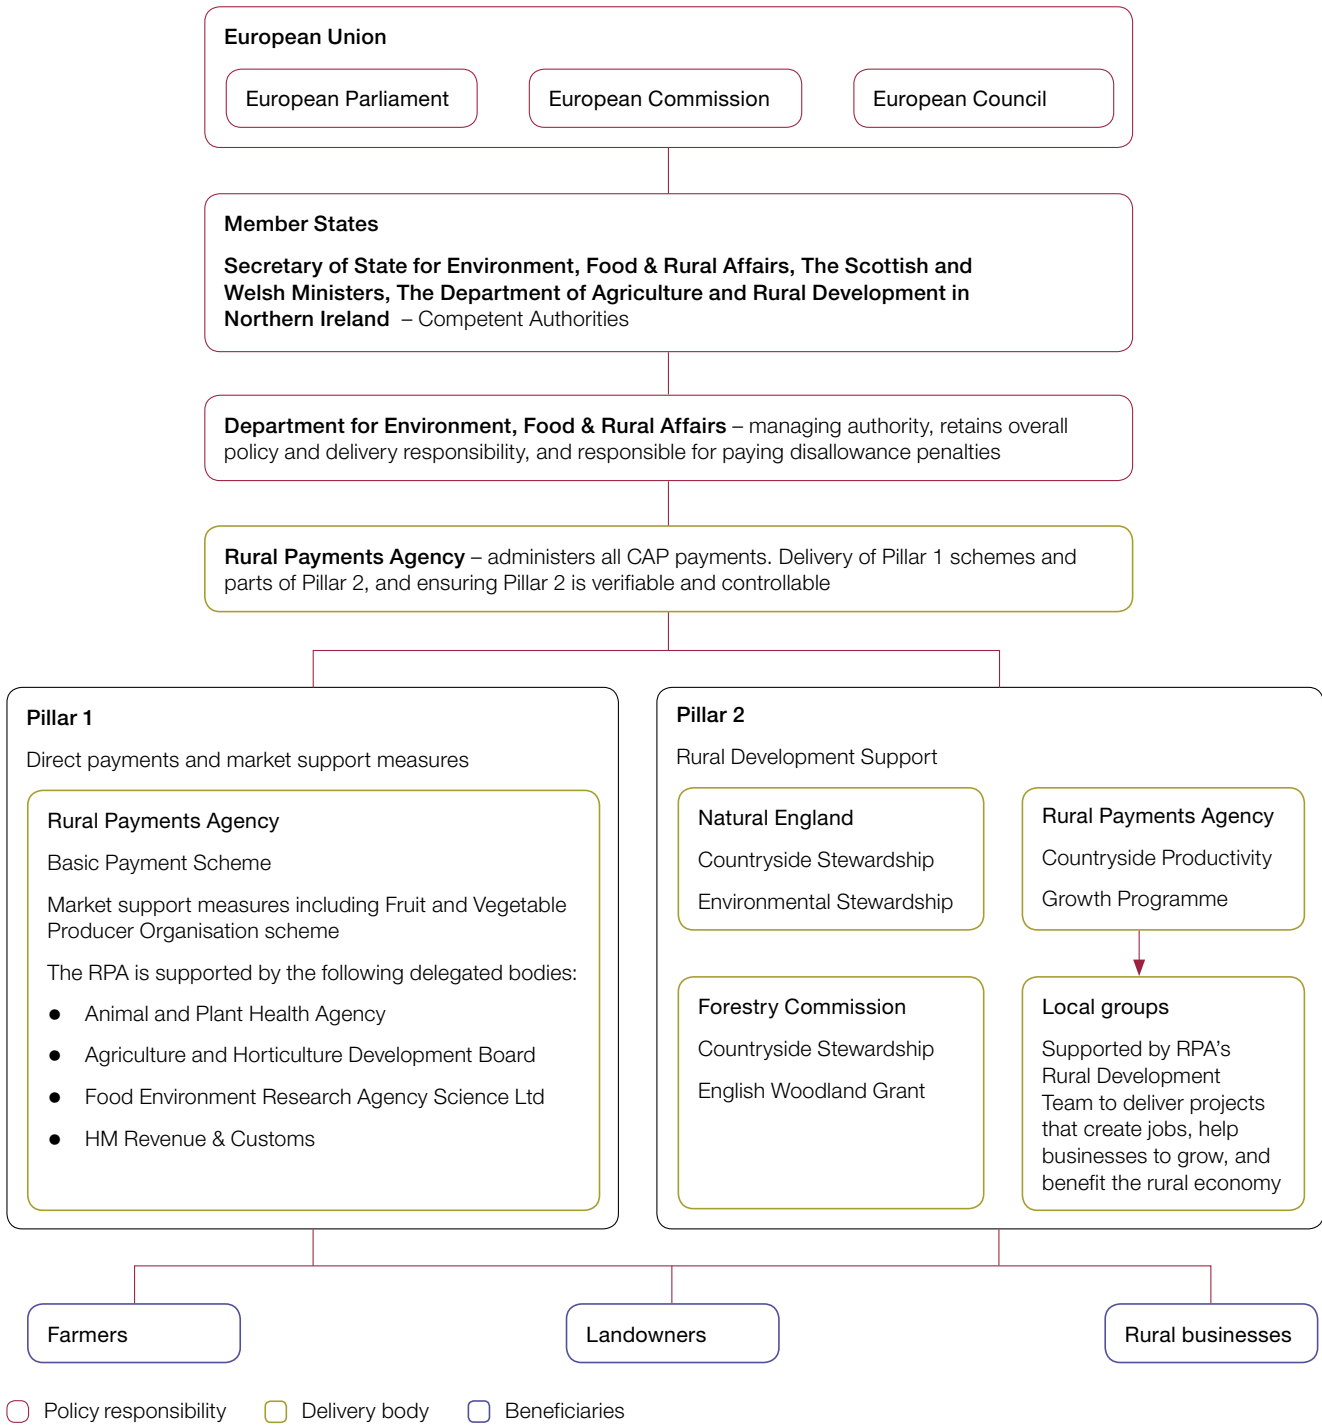 European Union
European Parliament
European Commission
European Council
Member States
Secretary of State for Environment, Food & Rural Affairs, The Scottish and
Welsh Ministers, The Department of Agriculture and Rural Development in
Northern Ireland – Competent Authorities
Department for Environment, Food & Rural Affairs – managing authority, retains overall
policy and delivery responsibility, and responsible for paying disallowance penalties
Rural Payments Agency – administers all CAP payments. Delivery of Pillar 1 schemes and
parts of Pillar 2, and ensuring Pillar 2 is verifiable and controllable
Pillar 1
Direct payments and market support measures
Rural Payments Agency
Basic Payment Scheme
Market support measures including Fruit and Vegetable
Producer Organisation scheme
The RPA is supported by the following delegated bodies:
● Animal and Plant Health Agency
● Agriculture and Horticulture Development Board
● Food Environment Research Agency Science Ltd
● HM Revenue & Customs
Pillar 2
Rural Development Support
Natural England
Countryside Stewardship
Environmental Stewardship
Rural Payments Agency
Countryside Productivity
Growth Programme
Forestry Commission
Countryside Stewardship
English Woodland Grant
Local groups
Supported by RPA's
Rural Development
Team to deliver projects
that create jobs, help
businesses to grow, and
benefit the rural economy
Farmers
Landowners
Rural businesses
Policy responsibility
Delivery body
Beneficiaries